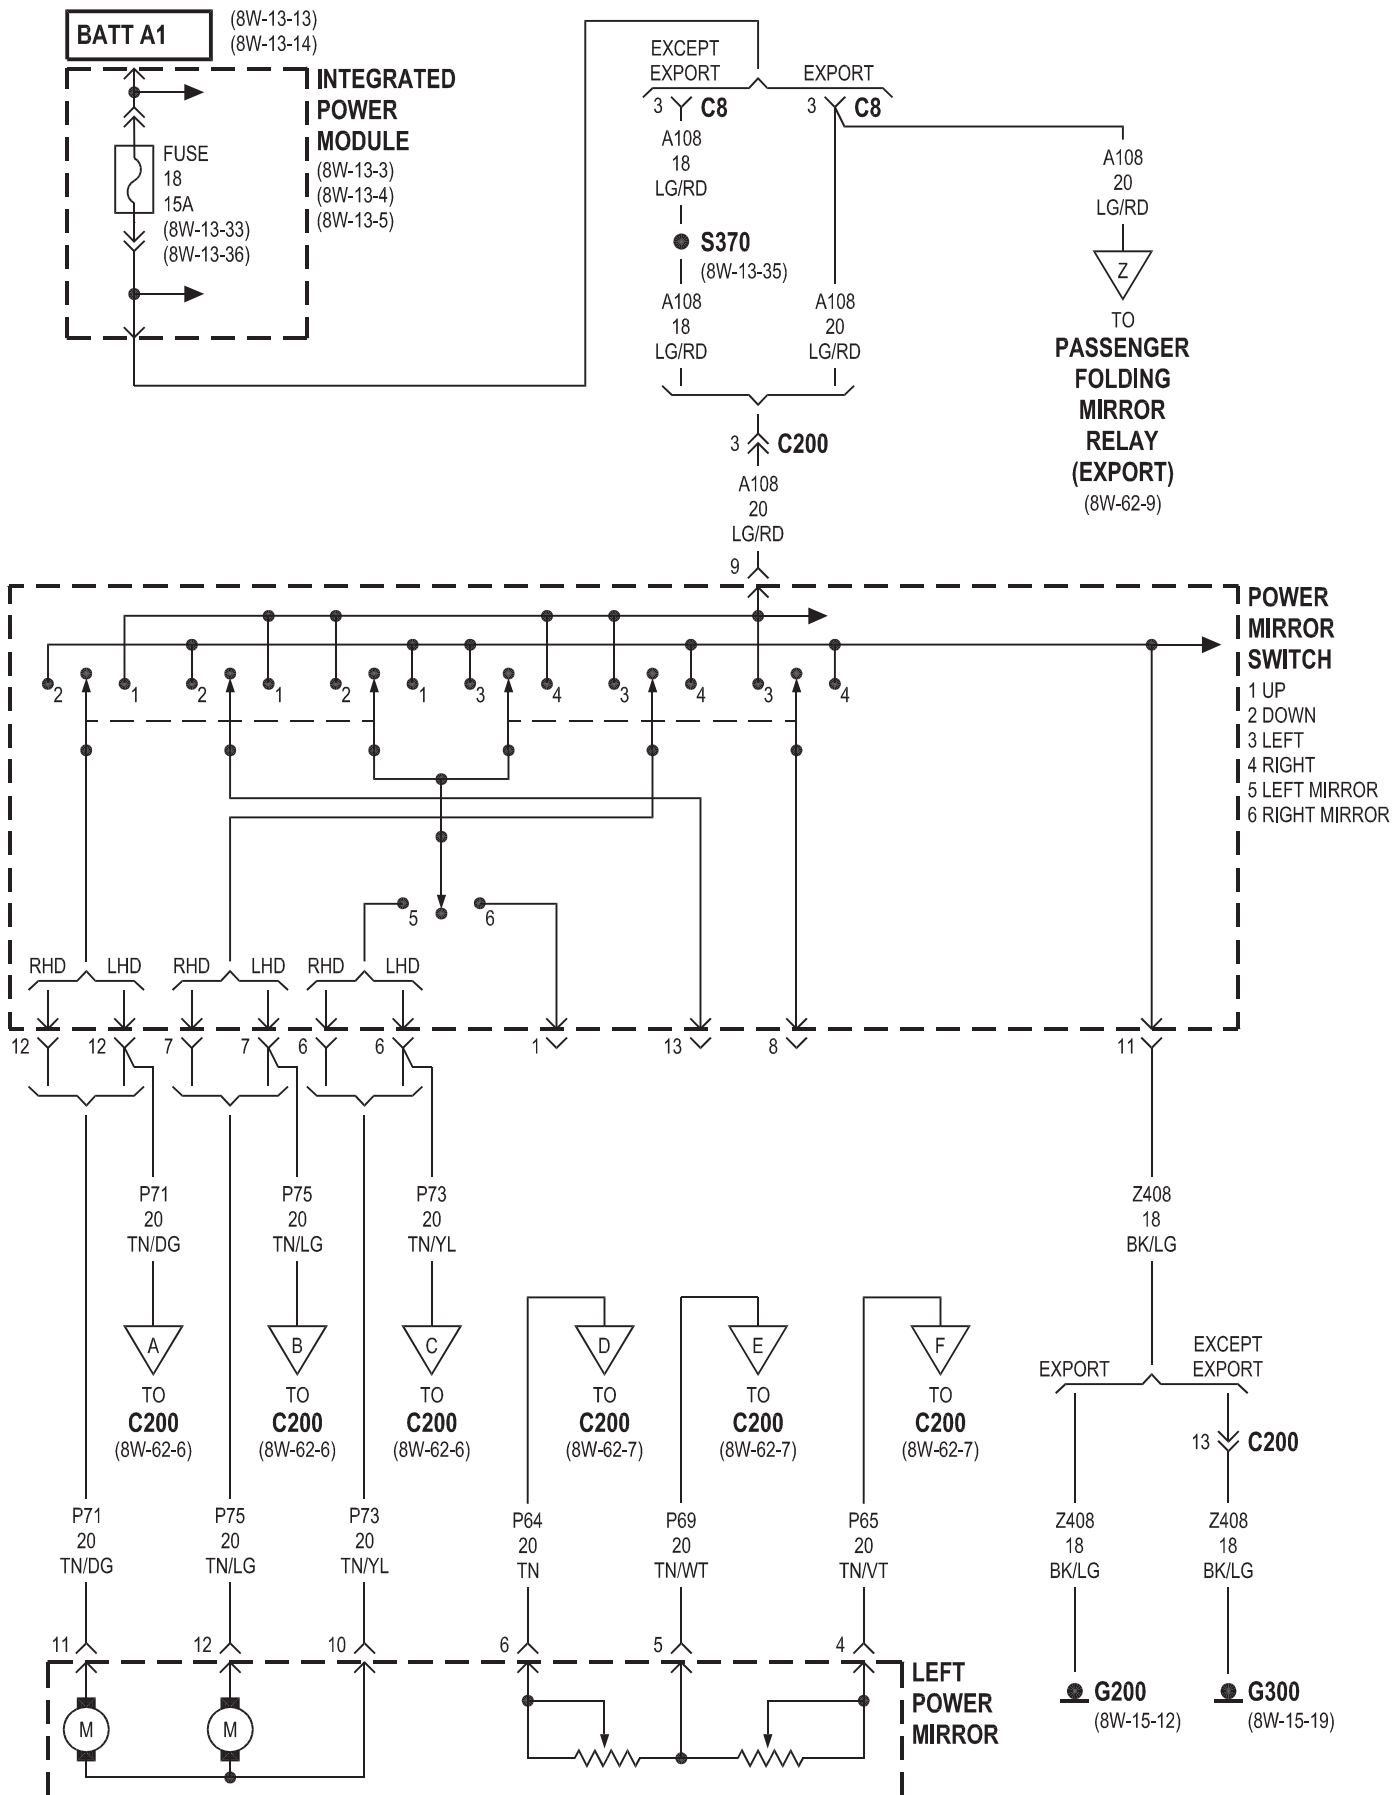 BATT A1
(8W-13-13)
(8W-13-14)
INTEGRATED
POWER
MODULE
(8W-13-3)
(8W-13-4)
(8W-13-5)
FUSE
18
15A
(8W-13-33)
(8W-13-36)
EXCEPT
EXPORT
EXPORT
3
C8
3
C8
A108
18
LG/RD
S370
(8W-13-35)
A108
18
LG/RD
A108
20
LG/RD
A108
20
LG/RD
Z
TO
PASSENGER
FOLDING
MIRROR
RELAY
(EXPORT)
(8W-62-9)
3
C200
A108
20
LG/RD
9
POWER
MIRROR
SWITCH
1 UP
2 DOWN
3 LEFT
4 RIGHT
5 LEFT MIRROR
6 RIGHT MIRROR
2
1
2
1
2
1
3
4
3
4
3
4
5
6
RHD
LHD
RHD
LHD
RHD
LHD
12
12
7
7
6
6
1
13
8
11
P71
20
TN/DG
P75
20
TN/LG
P73
20
TN/YL
Z408
18
BK/LG
A
TO
C200
(8W-62-6)
B
TO
C200
(8W-62-6)
C
TO
C200
(8W-62-6)
D
TO
C200
(8W-62-7)
E
TO
C200
(8W-62-7)
F
TO
C200
(8W-62-7)
EXPORT
EXCEPT
EXPORT
13
C200
P71
20
TN/DG
P75
20
TN/LG
P73
20
TN/YL
P64
20
TN
P69
20
TN/WT
P65
20
TN/VT
Z408
18
BK/LG
Z408
18
BK/LG
11
12
10
6
5
4
LEFT
POWER
MIRROR
M
M
G200
(8W-15-12)
G300
(8W-15-19)